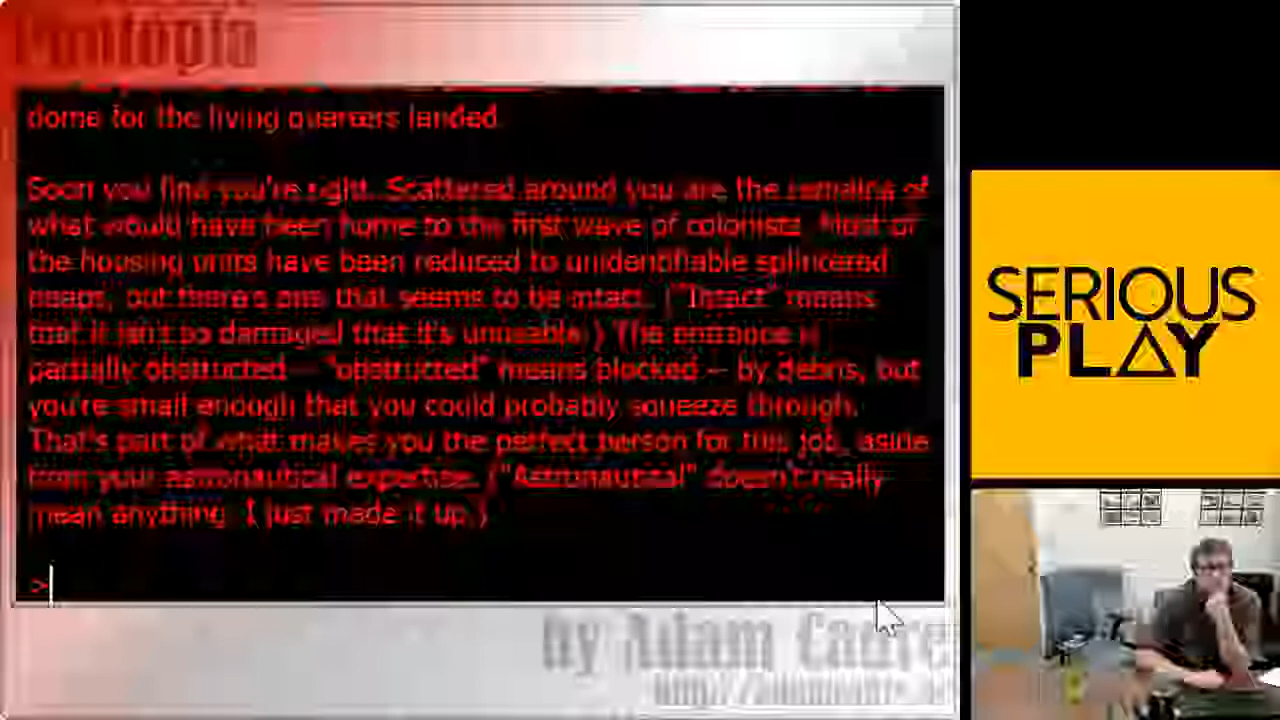 Photopia
dome for the living quarters landed.
Soon you find you're right. Scattered around you are the remains of
what would have been home to the first wave of colonists. Most of
the housing units have been reduced to unidentifiable splintered
heaps, but there's one that seems to be intact. ("Intact" means
that it isn't so damaged that it's unusable.) The entrance is
partially obstructed -- "obstructed" means blocked -- by debris, but
you're small enough that you could probably squeeze through.
That's part of what makes you the perfect person for this job, aside
from your astronautical expertise. ("Astronautical" doesn't really
mean anything. I just made it up.)
>
by Adam Cadre
http://
SERIOUS
PLAY